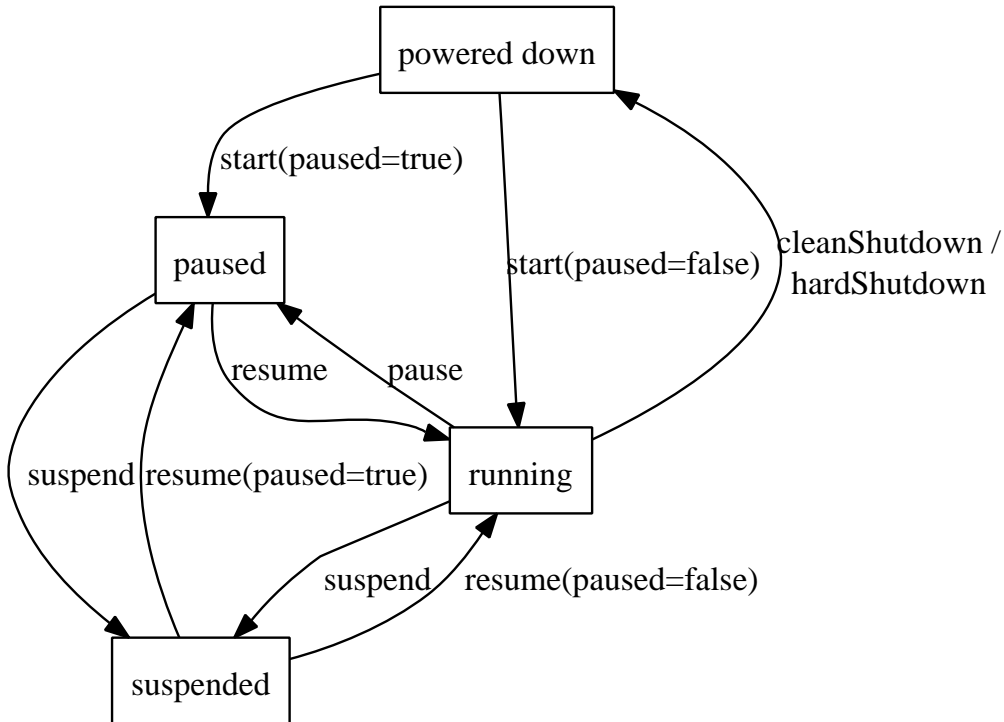 powered down
start(paused=true)
cleanShutdown /
hardShutdown
paused
start(paused=false)
resume
pause
suspend
resume(paused=true)
running
suspend
resume(paused=false)
suspended